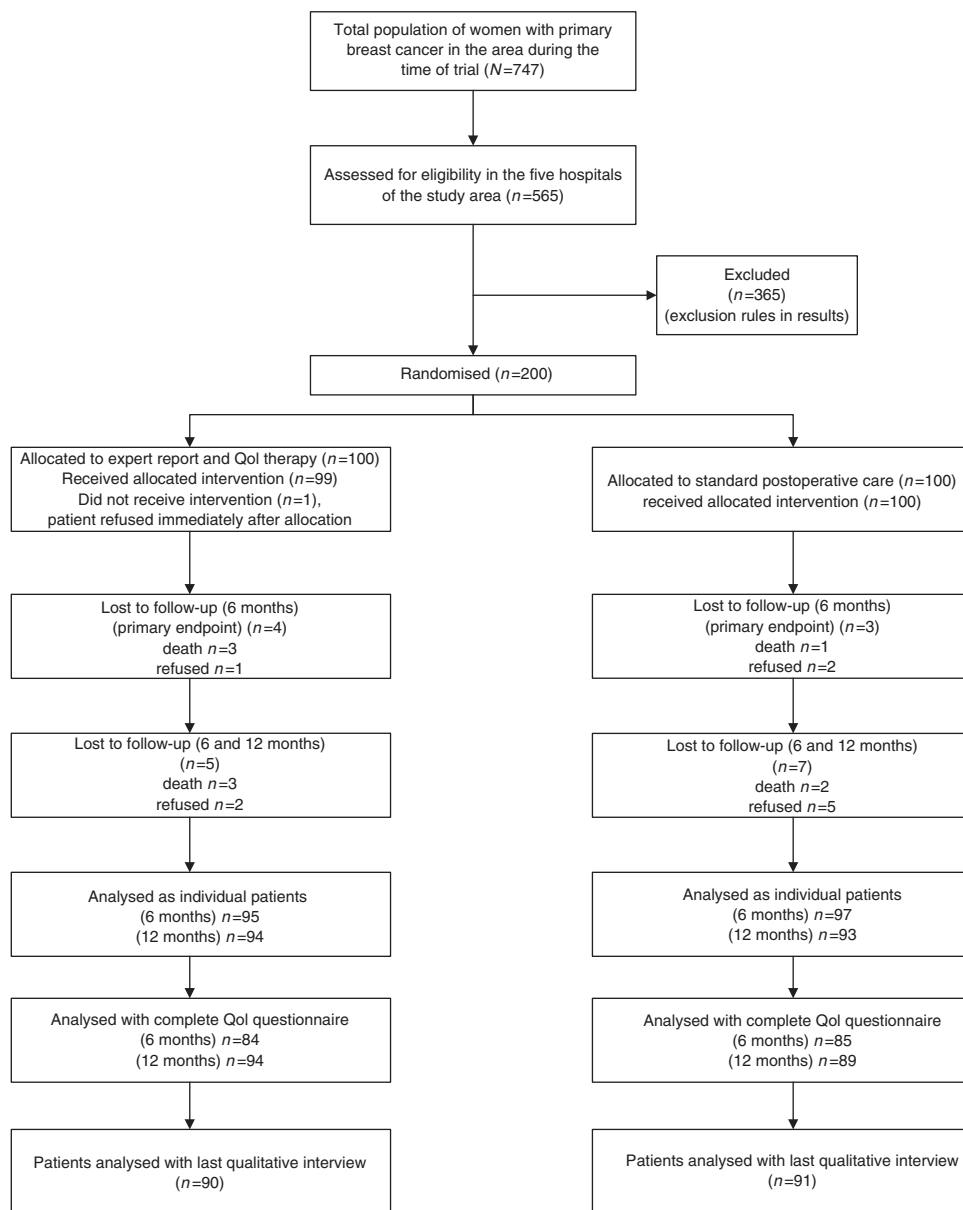 Total population of women with primary
breast cancer in the area during the
time of trial (N=747)
Assessed for eligibility in the five hospitals
of the study area (n=565)
Excluded
(n=365)
(exclusion rules in results)
Randomised (n=200)
Allocated to expert report and Qol therapy (n=100)
Received allocated intervention (n=99)
Did not receive intervention (n=1),
patient refused immediately after allocation
Allocated to standard postoperative care (n=100)
received allocated intervention (n=100)
Lost to follow-up (6 months)
(primary endpoint) (n=4)
death n=3
refused n=1
Lost to follow-up (6 months)
(primary endpoint) (n=3)
death n=1
refused n=2
Lost to follow-up (6 and 12 months)
(n=5)
death n=3
refused n=2
Lost to follow-up (6 and 12 months)
(n=7)
death n=2
refused n=5
Analysed as individual patients
(6 months) n=95
(12 months) n=94
Analysed as individual patients
(6 months) n=97
(12 months) n=93
Analysed with complete Qol questionnaire
(6 months) n=84
(12 months) n=94
Analysed with complete Qol questionnaire
(6 months) n=85
(12 months) n=89
Patients analysed with last qualitative interview
(n=90)
Patients analysed with last qualitative interview
(n=91)